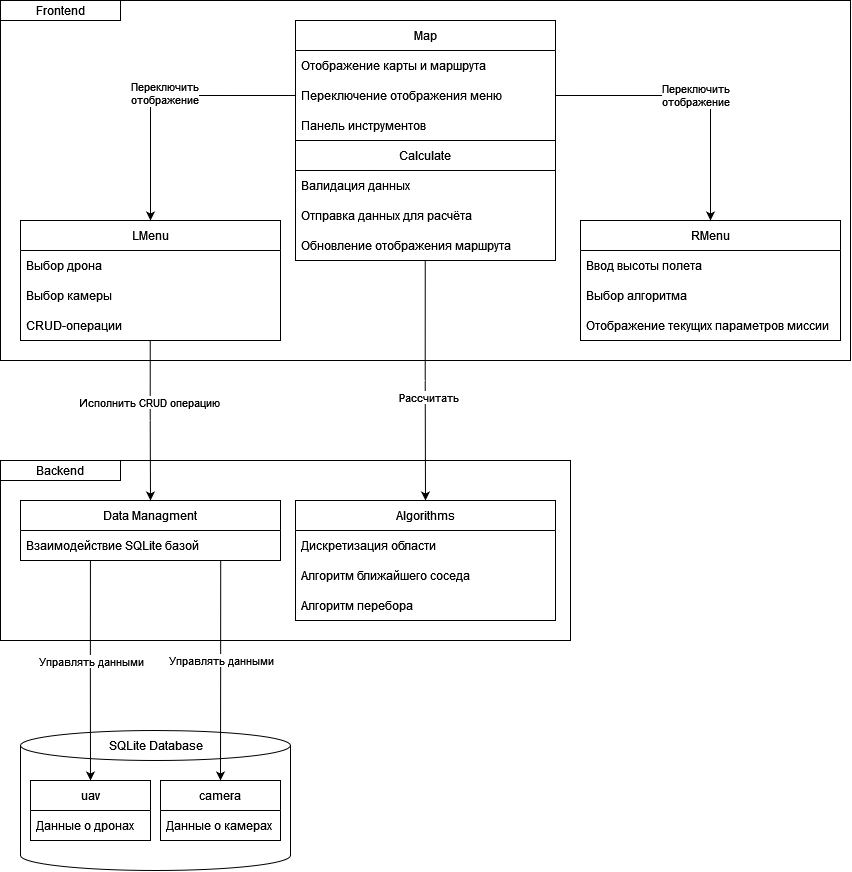 Frontend
Map
Отображение карты и маршрута
Переключение отображения меню
Панель инструментов
Calculate
Валидация данных
Отправка данных для расчёта
Обновление отображения маршрута
Переключить
отображение
Переключить
отображение
LMenu
Выбор дрона
Выбор камеры
CRUD-операции
RMenu
Ввод высоты полета
Выбор алгоритма
Отображение текущих параметров миссии
Исполнить CRUD операцию
Рассчитать
Backend
Data Managment
Взаимодействие SQLite базой
Algorithms
Дискретизация области
Алгоритм ближайшего соседа
Алгоритм перебора
Управлять данными
Управлять данными
SQLite Database
uav
Данные о дронах
camera
Данные о камерах